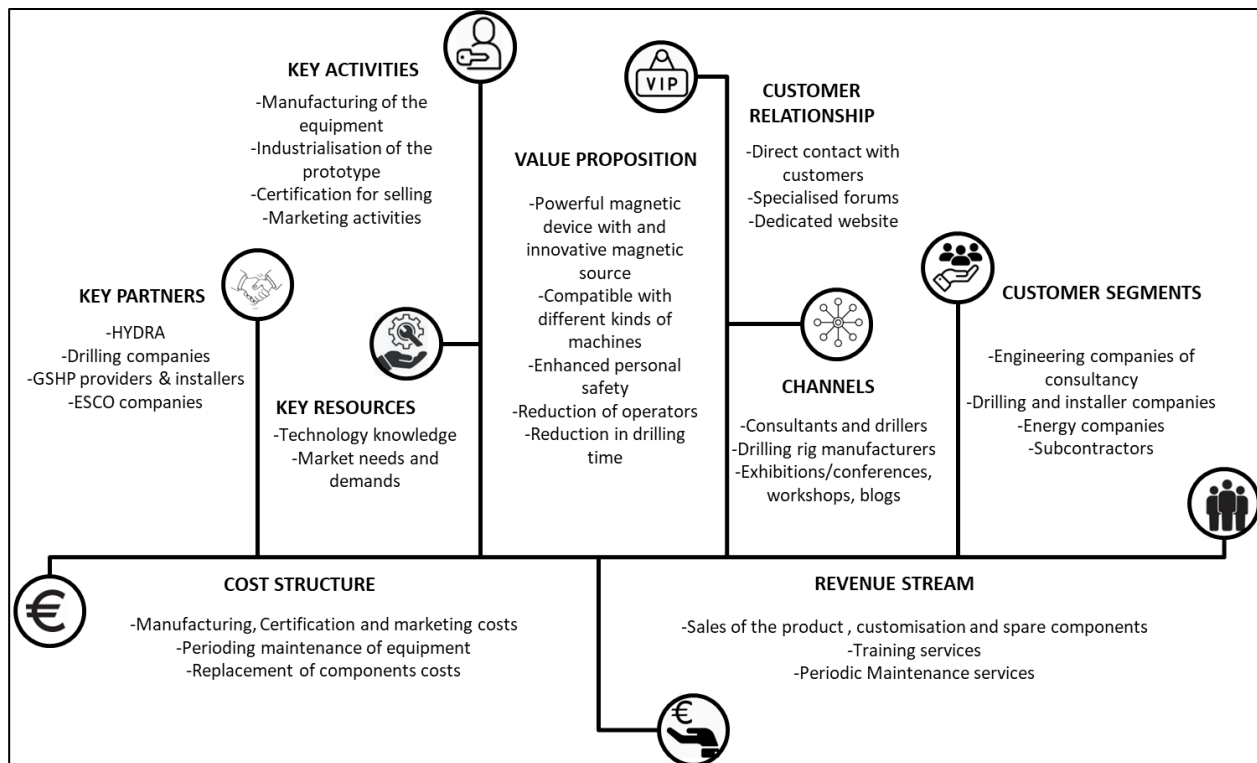 KEY ACTIVITIES
-Manufacturing of the
equipment
-Industrialisation of the
prototype
-Certification for selling
-Marketing activities
KEY PARTNERS
-HYDRA
-Drilling companies
-GSHP providers & installers
-ESCO companies
KEY RESOURCES
-Technology knowledge
-Market needs and
demands
VALUE PROPOSITION
-Powerful magnetic
device with and
innovative magnetic
source
-Compatible with
different kinds of
machines
-Enhanced personal
safety
-Reduction of operators
-Reduction in drilling
time
VIP
CUSTOMER
RELATIONSHIP
-Direct contact with
customers
-Specialised forums
-Dedicated website
CHANNELS
-Consultants and drillers
-Drilling rig manufacturers
-Exhibitions/conferences,
workshops, blogs
CUSTOMER SEGMENTS
-Engineering companies of
consultancy
-Drilling and installer companies
-Energy companies
-Subcontractors
€
COST STRUCTURE
-Manufacturing, Certification and marketing costs
-Perioding maintenance of equipment
-Replacement of components costs
REVENUE STREAM
-Sales of the product , customisation and spare components
-Training services
-Periodic Maintenance services
€